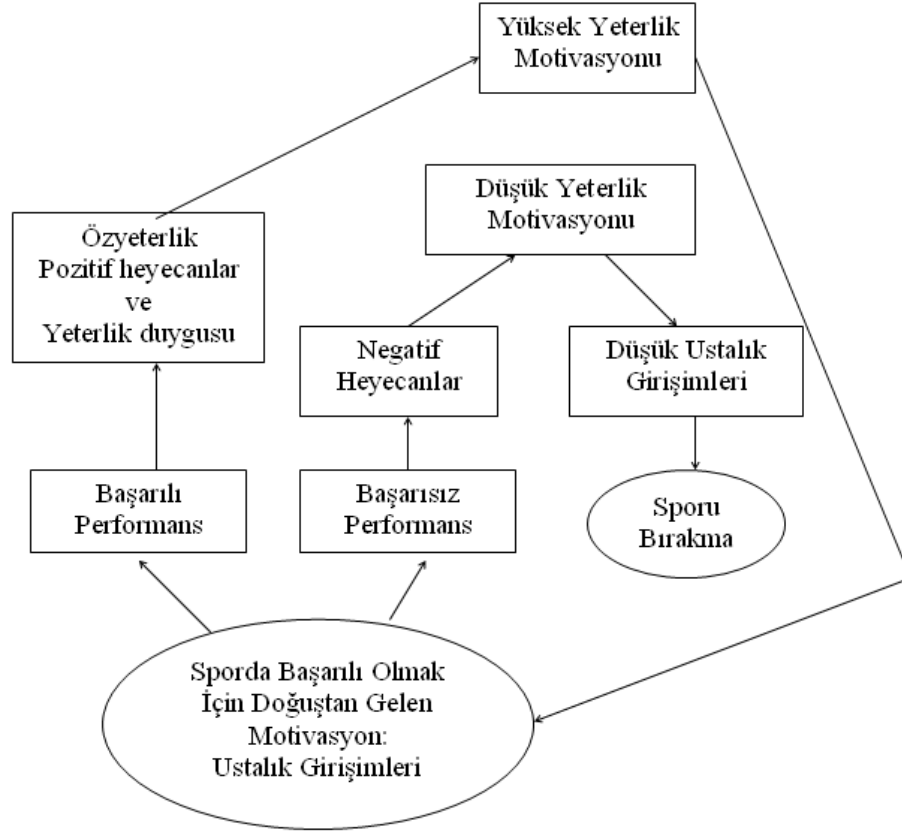 Yüksek Yeterlik
Motivasyonu
Düşük Yeterlik
Motivasyonu
Özyeterlik
Pozitif heyecanlar
ve
Yeterlik duygusu
Negatif
Heyecanlar
Düşük Ustalık
Girişimleri
Başarılı
Performans
Başarısız
Performans
Sporu
Bırakma
Sporda Başarılı Olmak
İçin Doğuştan Gelen
Motivasyon:
Ustalık Girişimleri